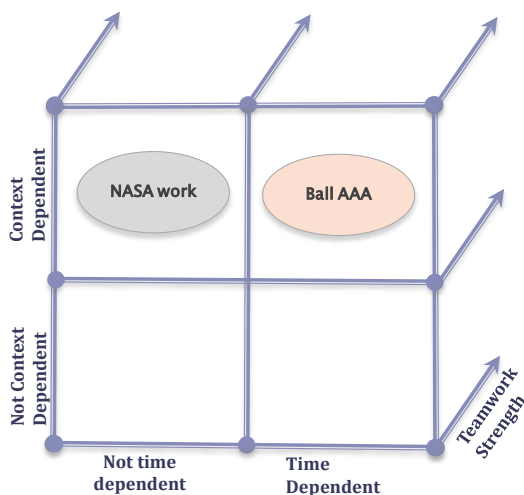 Context
Dependent
NASA work
Ball AAA
Not Context
Dependent
Teamwork
Strength
Not time
dependent
Time
Dependent